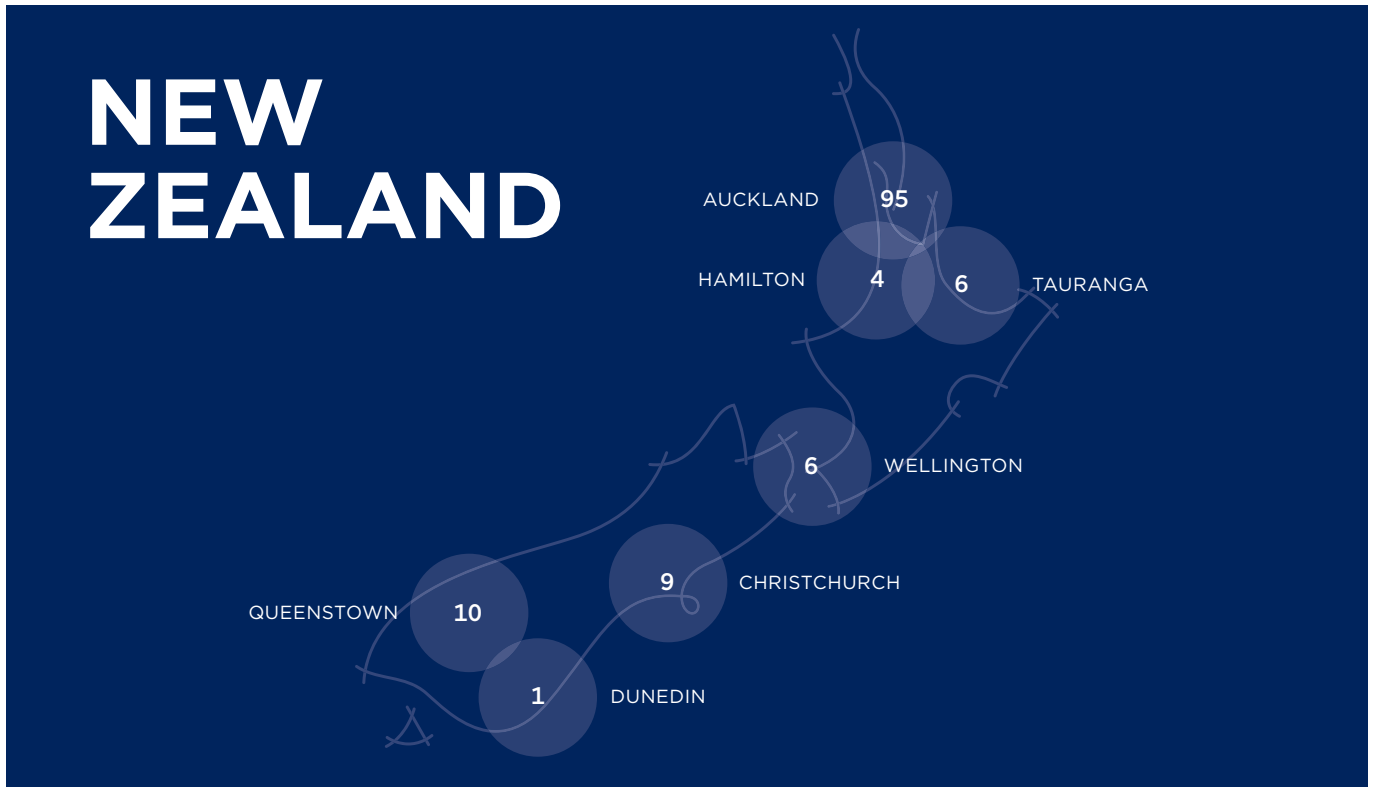 NEW
ZEALAND
AUCKLAND 95
HAMILTON 4
6 TAURANGA
6 WELLINGTON
9 CHRISTCHURCH
QUEENSTOWN 10
1 DUNEDIN